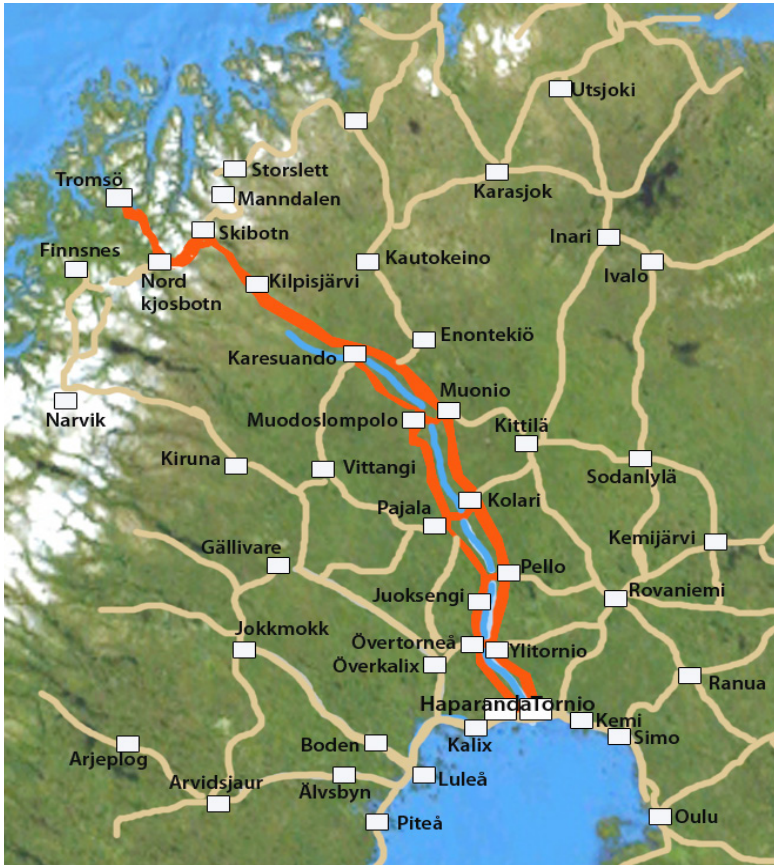 Utsjoki
Storslett
Tromsö
Manndalen
Karasjok
Skibotn
Inari
Finnsnes
Kautokeino
Ivalo
Nord
kjosbotn
Kilpisjärvi
Enontekiö
Karesuando
Muonio
Narvik
Muodoslompolo
Kittilä
Kiruna
Vittangi
Sodanlylä
Kolari
Pajala
Kemijärvi
Gällivare
Pello
Rovaniemi
Juoksengi
Jokkmokk
Övertorneå
Ylitornio
Överkalix
Ranua
HaparandaTornio
Kemi
Simo
Kalix
Boden
Arjeplog
Luleå
Älvsbyn
Arvidsjaur
Oulu
Piteå